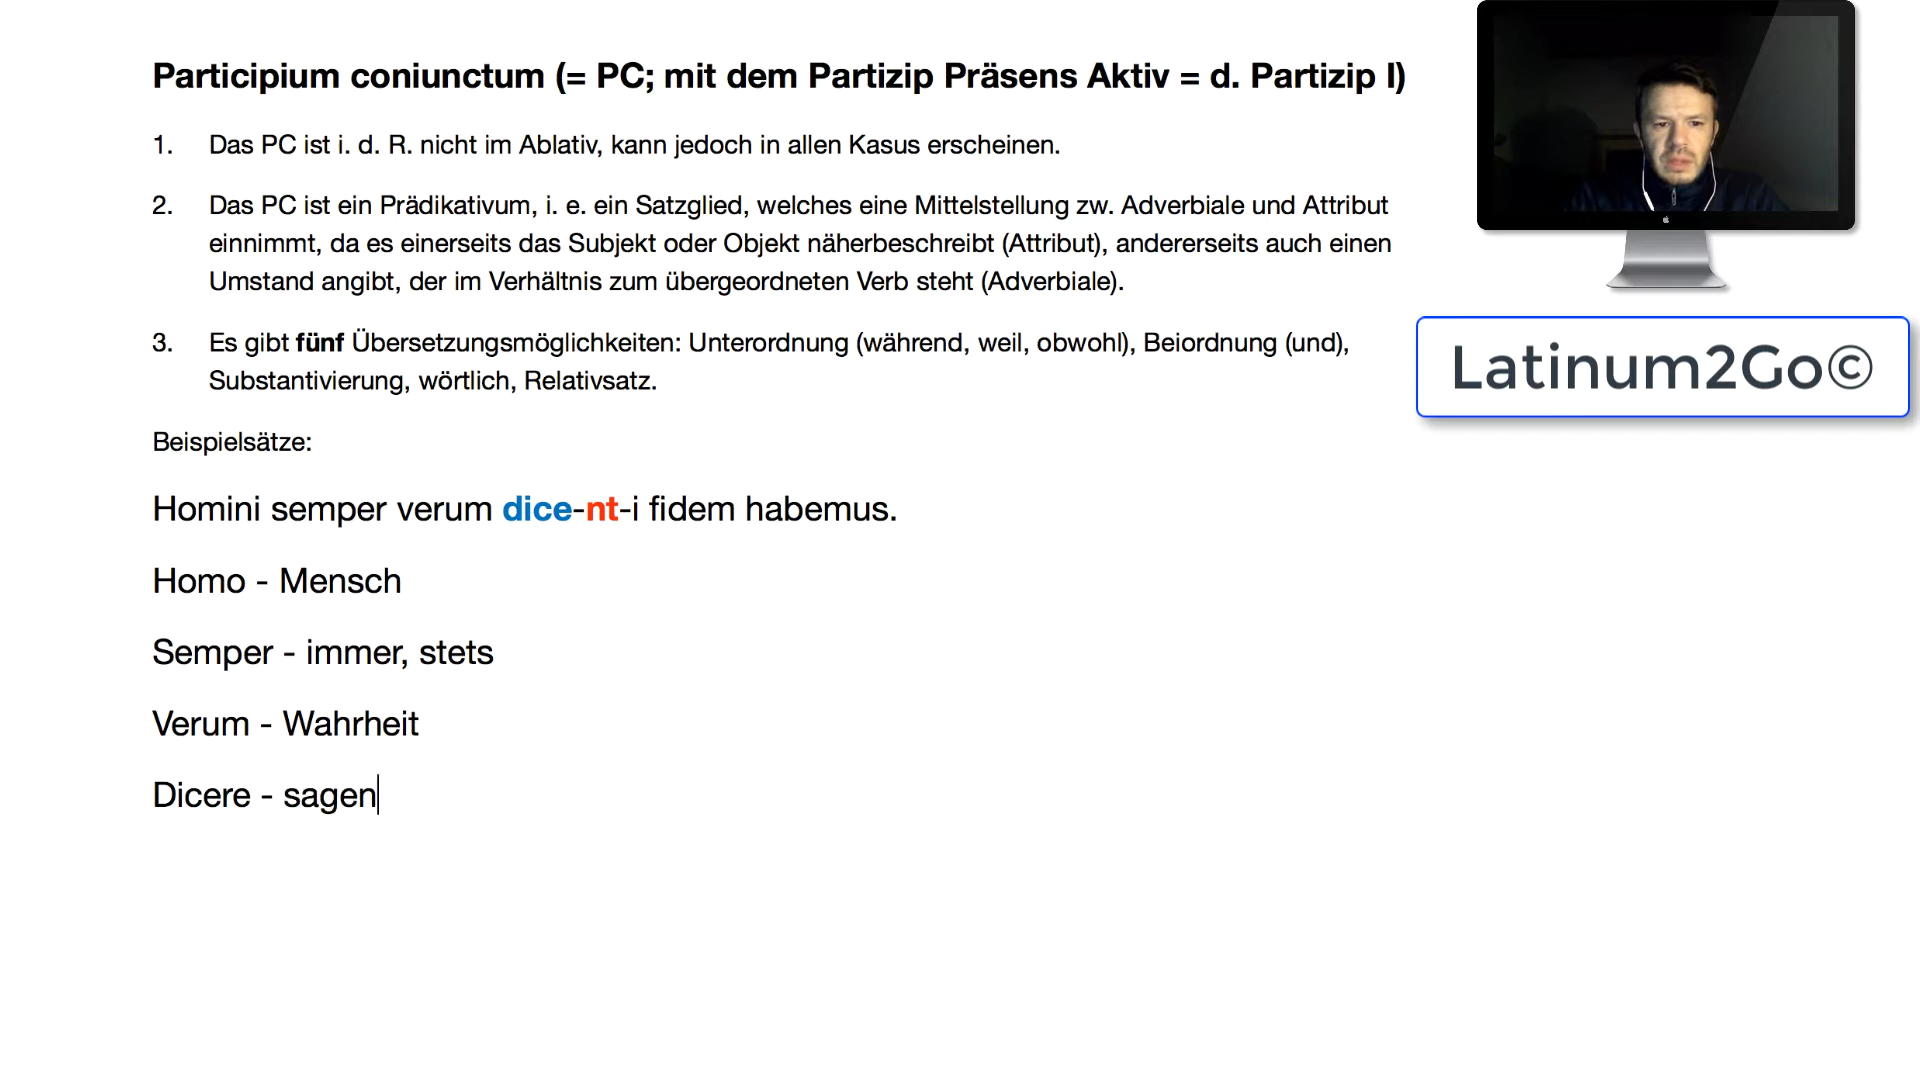 Participium coniunctum (= PC; mit dem Partizip Präsens Aktiv = d. Partizip I)
1. Das PC ist i. d. R. nicht im Ablativ, kann jedoch in allen Kasus erscheinen.
2. Das PC ist ein Prädikativum, i. e. ein Satzglied, welches eine Mittelstellung zw. Adverbiale und Attribut
einnimmt, da es einerseits das Subjekt oder Objekt näherbeschreibt (Attribut), andererseits auch einen
Umstand angibt, der im Verhältnis zum übergeordneten Verb steht (Adverbiale).
3. Es gibt fünf Übersetzungsmöglichkeiten: Unterordnung (während, weil, obwohl), Beiordnung (und),
Substantivierung, wörtlich, Relativsatz.
Latinum2Go©
Beispielsätze:
Homini semper verum dice-nt-i fidem habemus.
Homo - Mensch
Semper - immer, stets
Verum - Wahrheit
Dicere - sagen